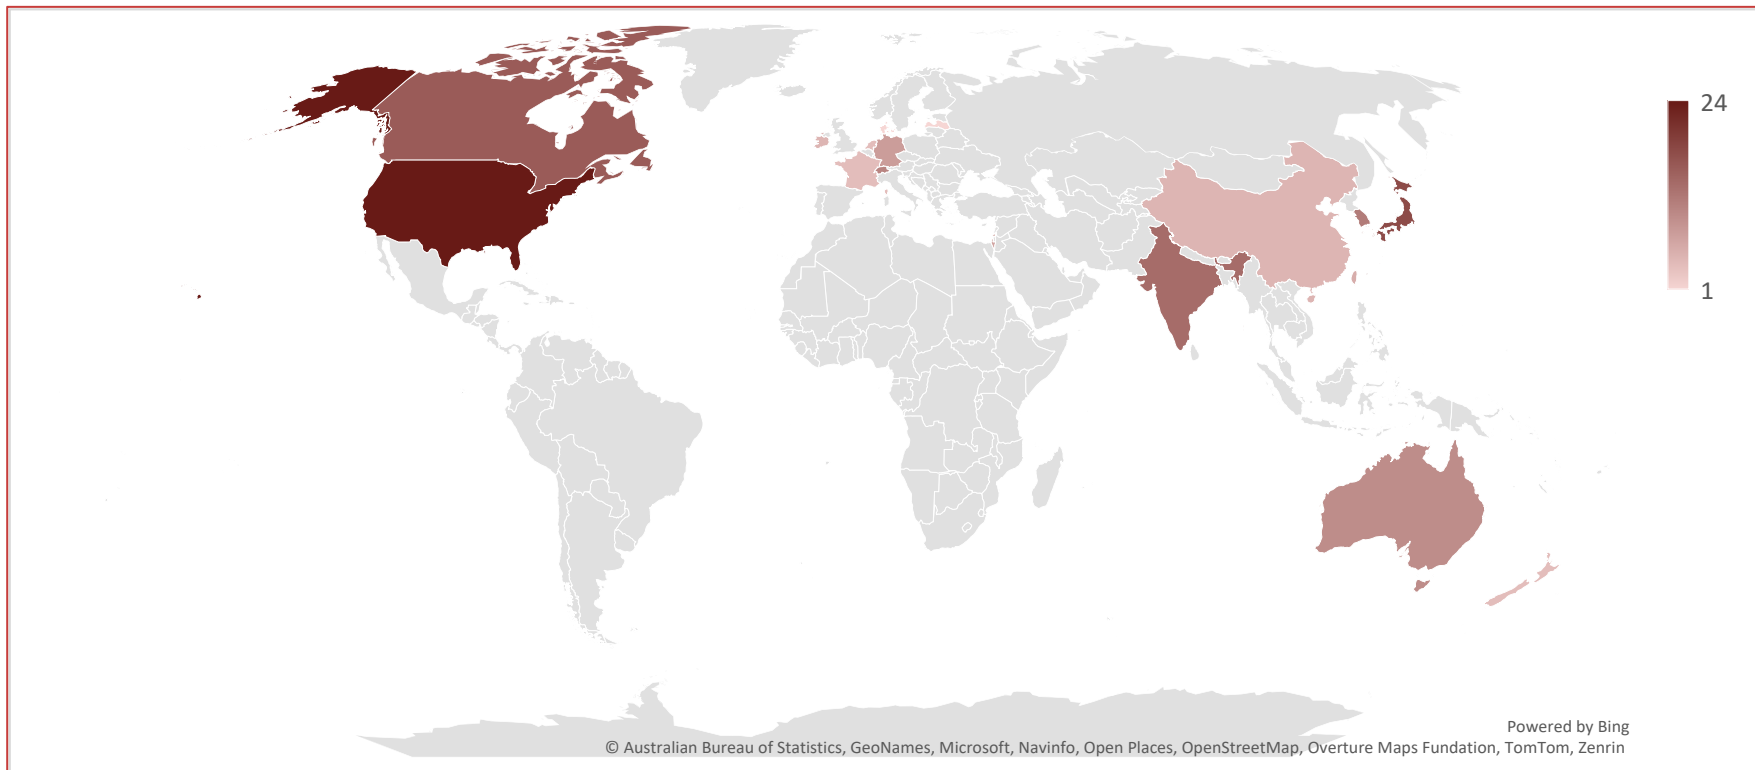 24
1
Powered by Bing
© Australian Bureau of Statistics, GeoNames, Microsoft, Navinfo, Open Places, OpenStreetMap, Overture Maps Fundation, TomTom, Zenrin